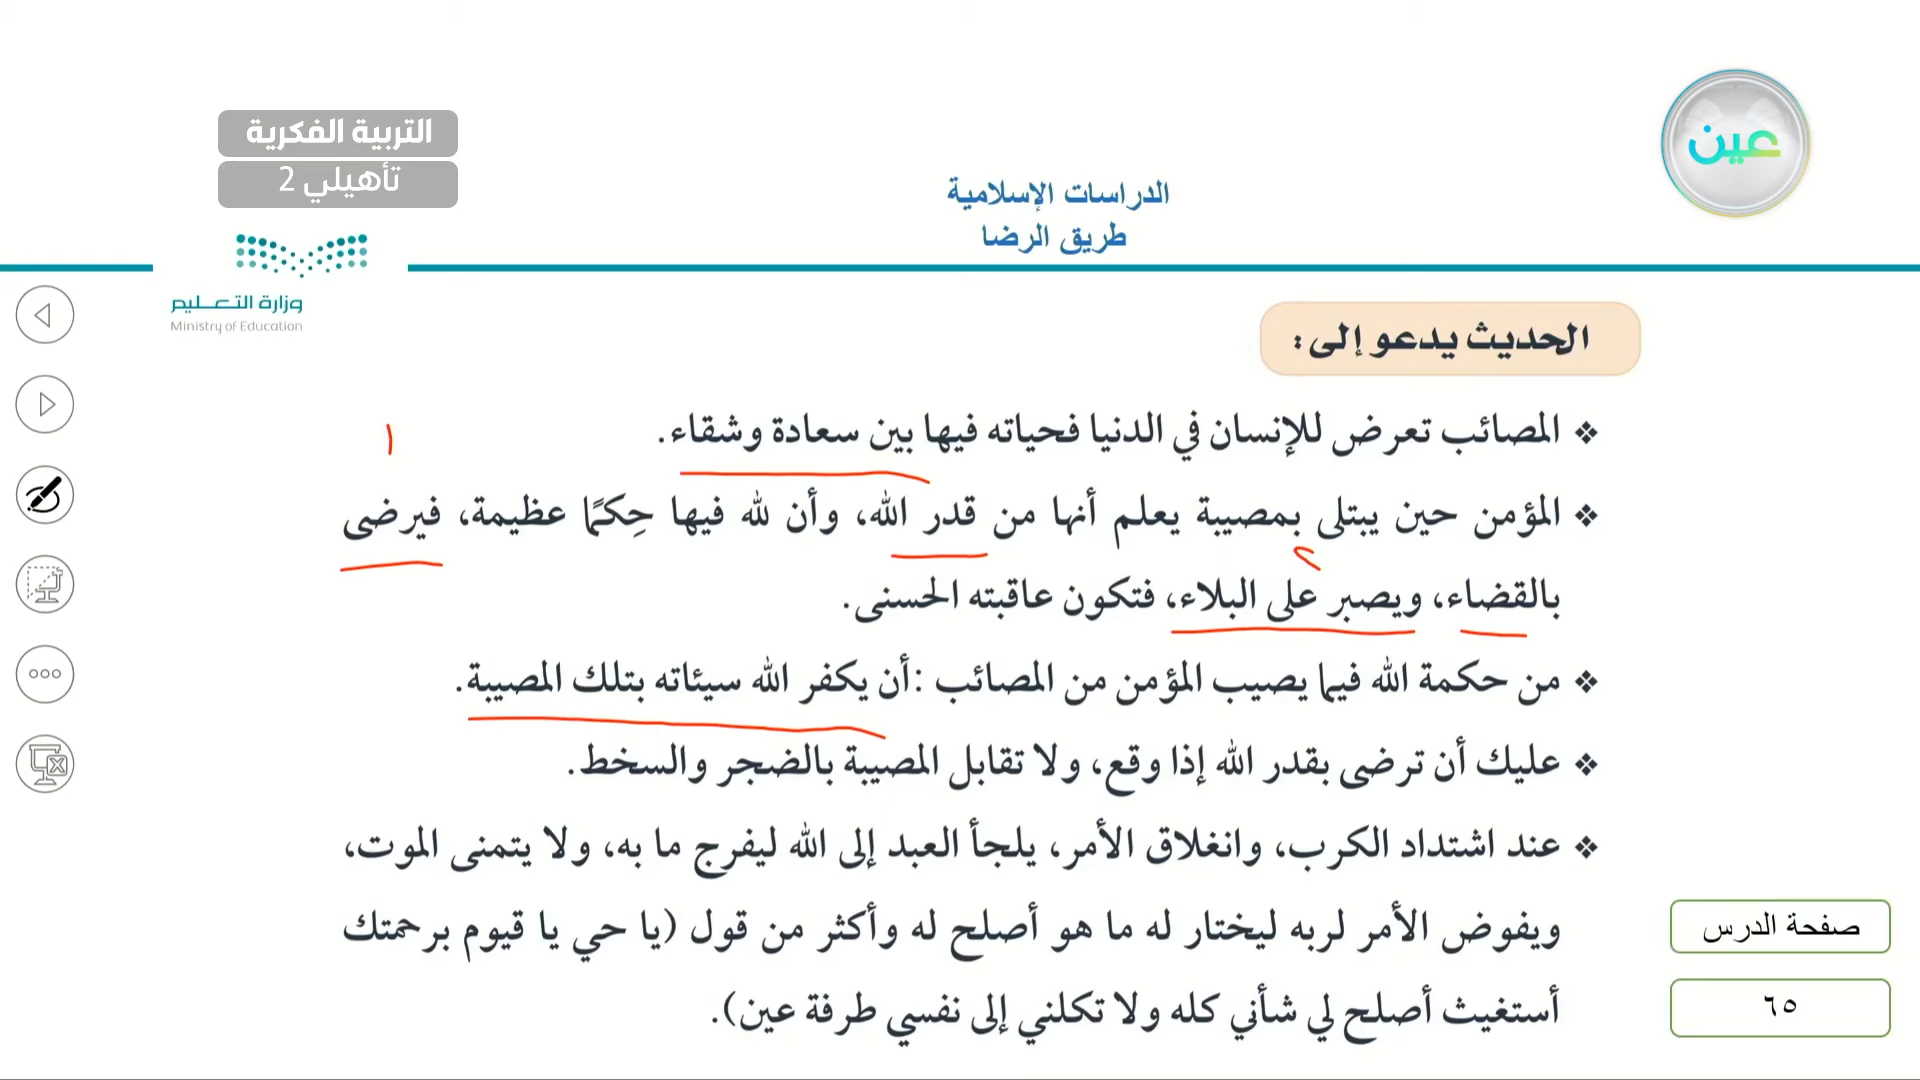 عين
التربية الفكرية
تأهيلي 2
الدراسات الإسلامية
طريق الرضا
وزارة التعـــليم
Ministry of Education
الحديث يدعو إلى :
❖ المصائب تعرض للإنسان في الدنيا فحياته فيها بين سعادة وشقاء.
١
❖ المؤمن حين يبتلى بمصيبة يعلم أنها من قدر الله، وأن لله فيها حِكمًا عظيمة، فيرضى
٢
بالقضاء، ويصبر على البلاء، فتكون عاقبته الحسنى.
❖ من حكمة الله فيما يصيب المؤمن من المصائب :أن يكفر الله سيئاته بتلك المصيبة.
❖ عليك أن ترضى بقدر الله إذا وقع، ولا تقابل المصيبة بالضجر والسخط.
❖ عند اشتداد الكرب، وانغلاق الأمر، يلجأ العبد إلى الله ليفرج ما به، ولا يتمنى الموت،
ويفوض الأمر لربه ليختار له ما هو أصلح له وأكثر من قول (يا حي يا قيوم برحمتك
أستغيث أصلح لي شأني كله ولا تكلني إلى نفسي طرفة عين).
صفحة الدرس
٦٥